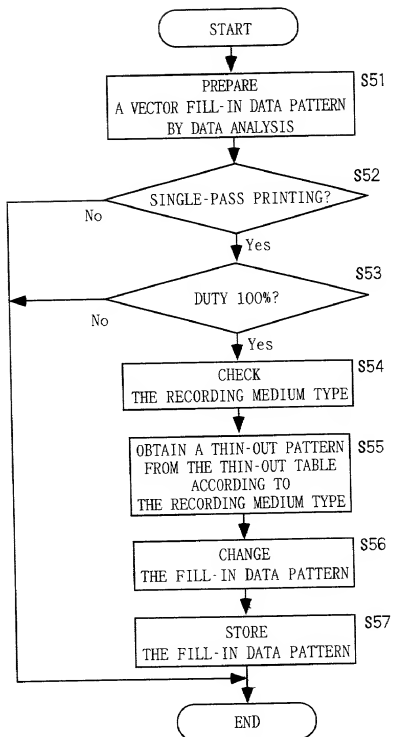 START
S51
PREPARE
A VECTOR FILL-IN DATA PATTERN
BY DATA ANALYSIS
S52
SINGLE-PASS PRINTING?
No
Yes
S53
DUTY 100%?
No
Yes
S54
CHECK
THE RECORDING MEDIUM TYPE
S55
OBTAIN A THIN-OUT PATTERN
FROM THE THIN-OUT TABLE
ACCORDING TO
THE RECORDING MEDIUM TYPE
S56
CHANGE
THE FILL-IN DATA PATTERN
S57
STORE
THE FILL-IN DATA PATTERN
END